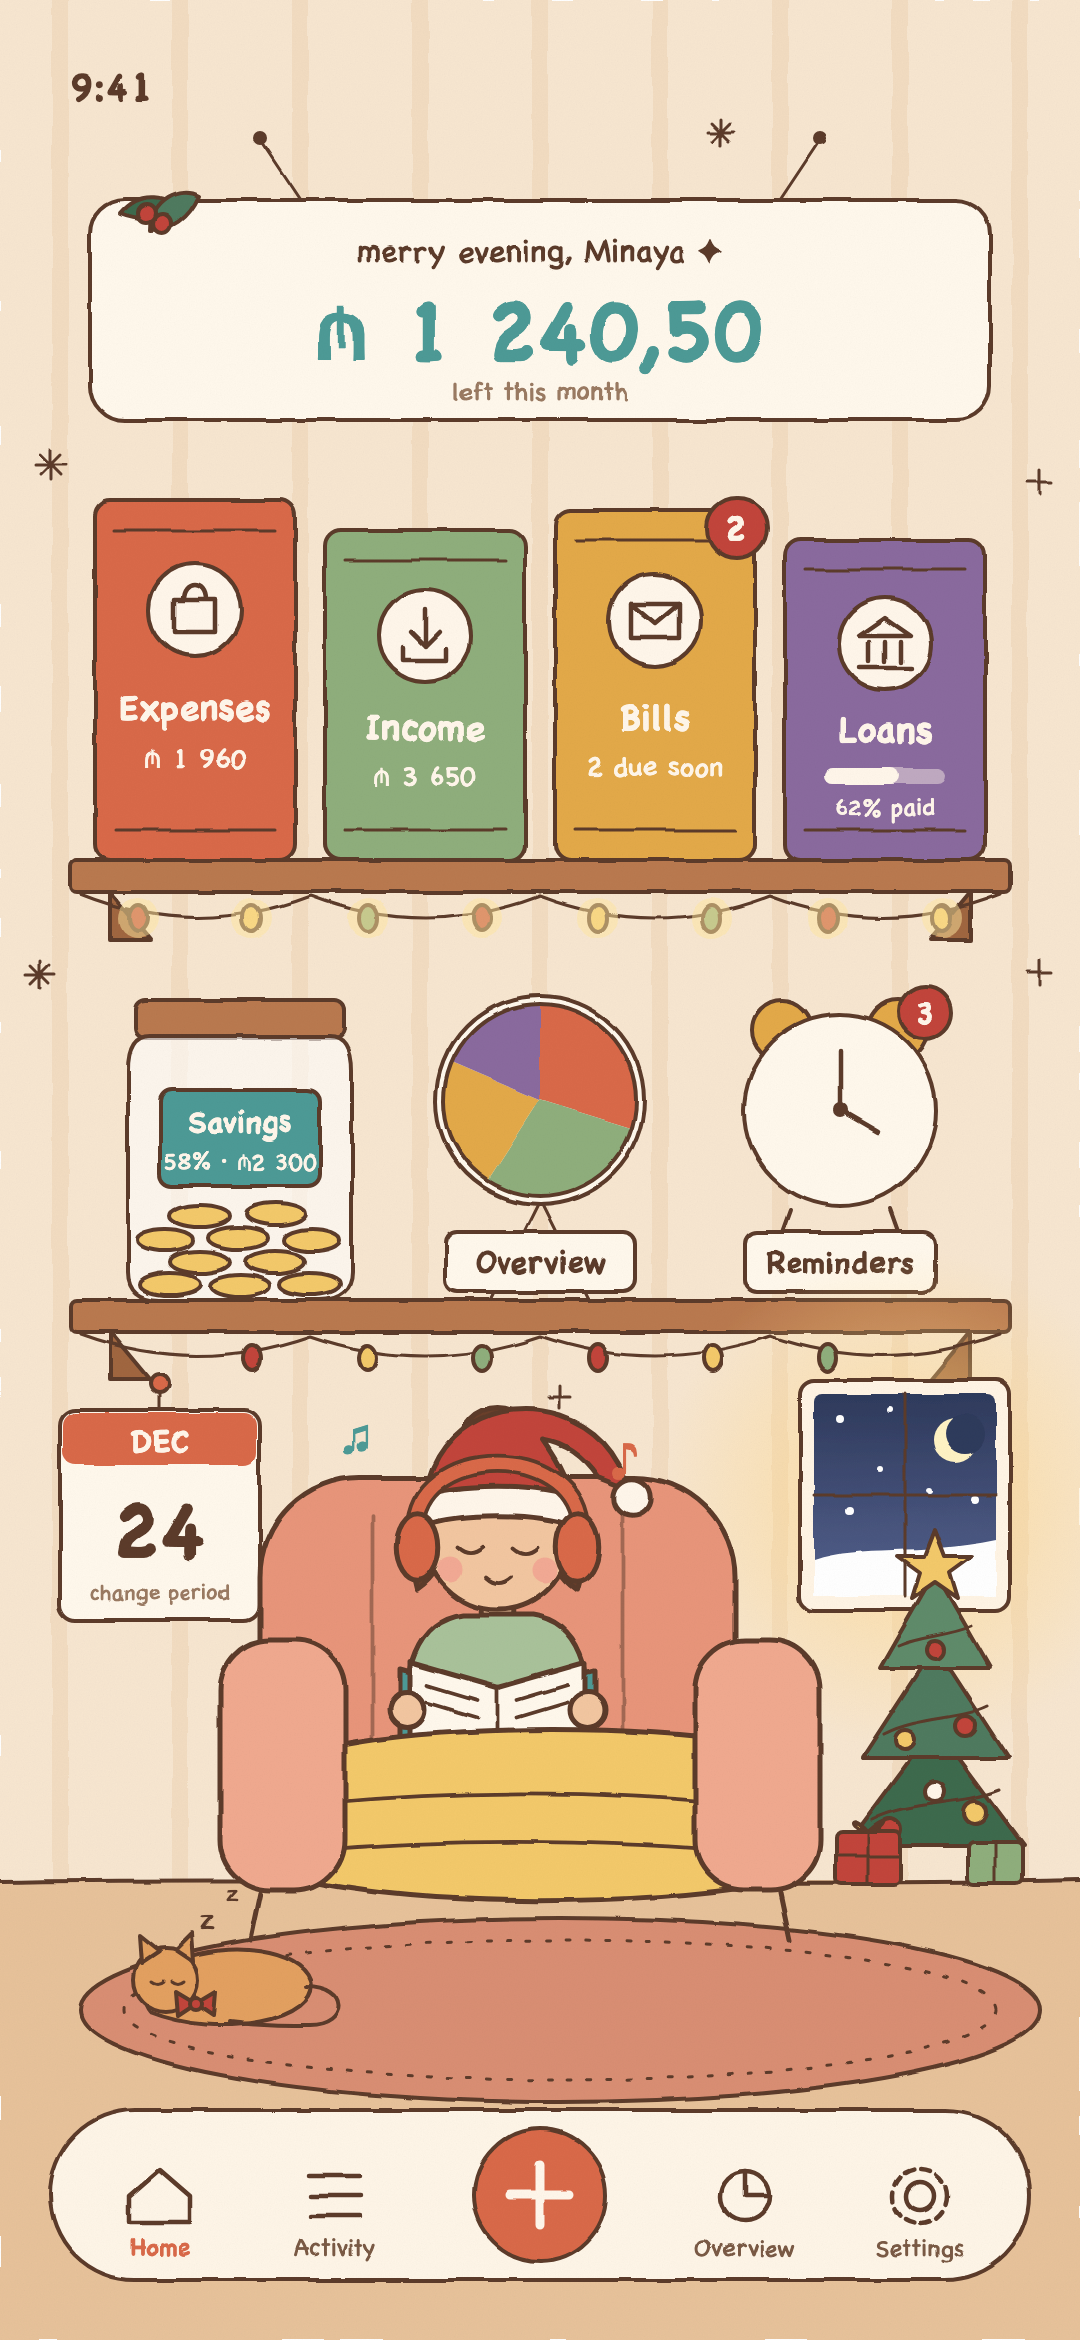 9:41
merry evening, Minaya ✦
₼ 1 240,50
left this month
2
Expenses
₼ 1 960
Income
₼ 3 650
Bills
2 due soon
Loans
62% paid
3
Savings
58% · ₼2 300
Overview
Reminders
DEC
24
change period
z
z
Home
Activity
Overview
Settings